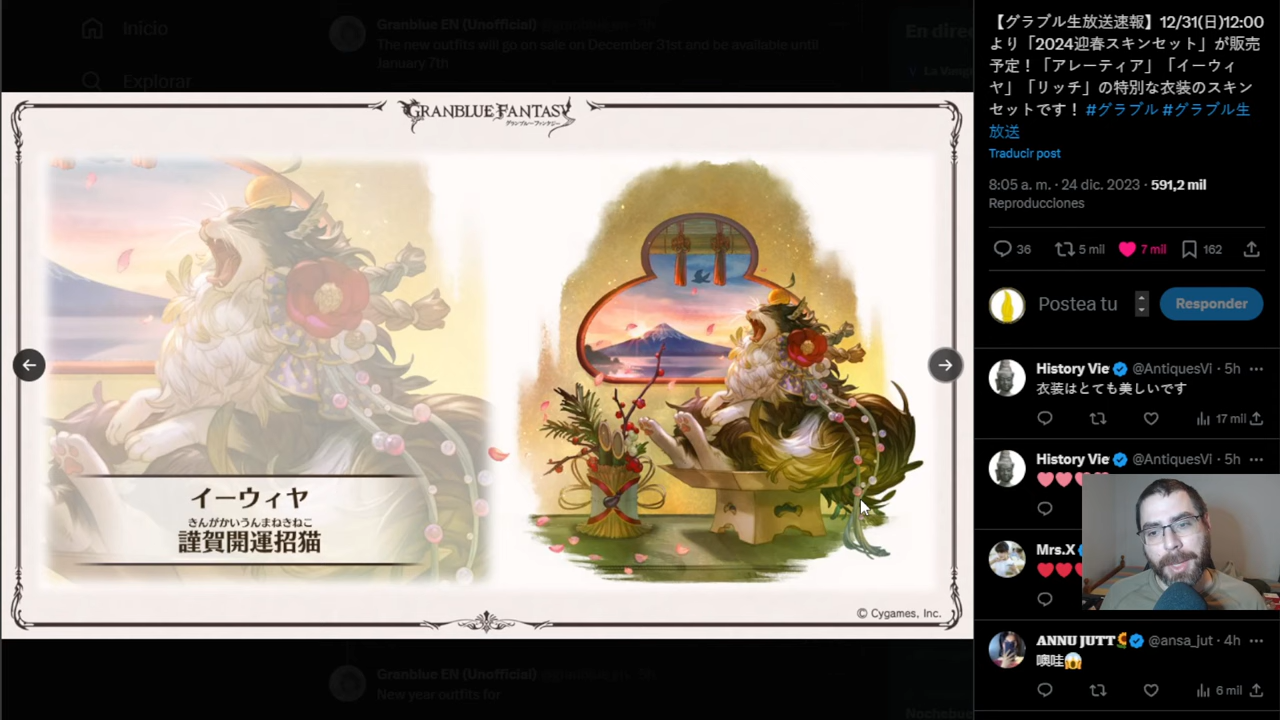 Inicio
Explorar
Granblue EN (Unofficial)
The new outfits will go on sale on December 31st and be available until
January 7th
En direc
GRANBLUE FANTASY
グランブルーファンタジー
イーウィヤ
きんがかいうんまねきねこ
謹賀開運招猫
© Cygames, Inc.
Granblue EN (Unofficial)
New year outfits for
【グラブル生放送速報】12/31(日)12:00
より「2024迎春スキンセット」が販売
予定！「アレーティア」「イーウィ
ヤ」「リッチ」の特別な衣装のスキン
セットです！ #グラブル #グラブル生
放送
Traducir post
8:05 a. m. · 24 dic. 2023 · 591,2 mil
Reproducciones
36 5 mil 7 mil 162
Postea tu
Responder
History Vie @AntiquesVi · 5h
衣装はとても美しいです
17 mil
History Vie @AntiquesVi · 5h
Mrs.X
ANNU JUTT @ansa_jut · 4h
噢哇
6 mil